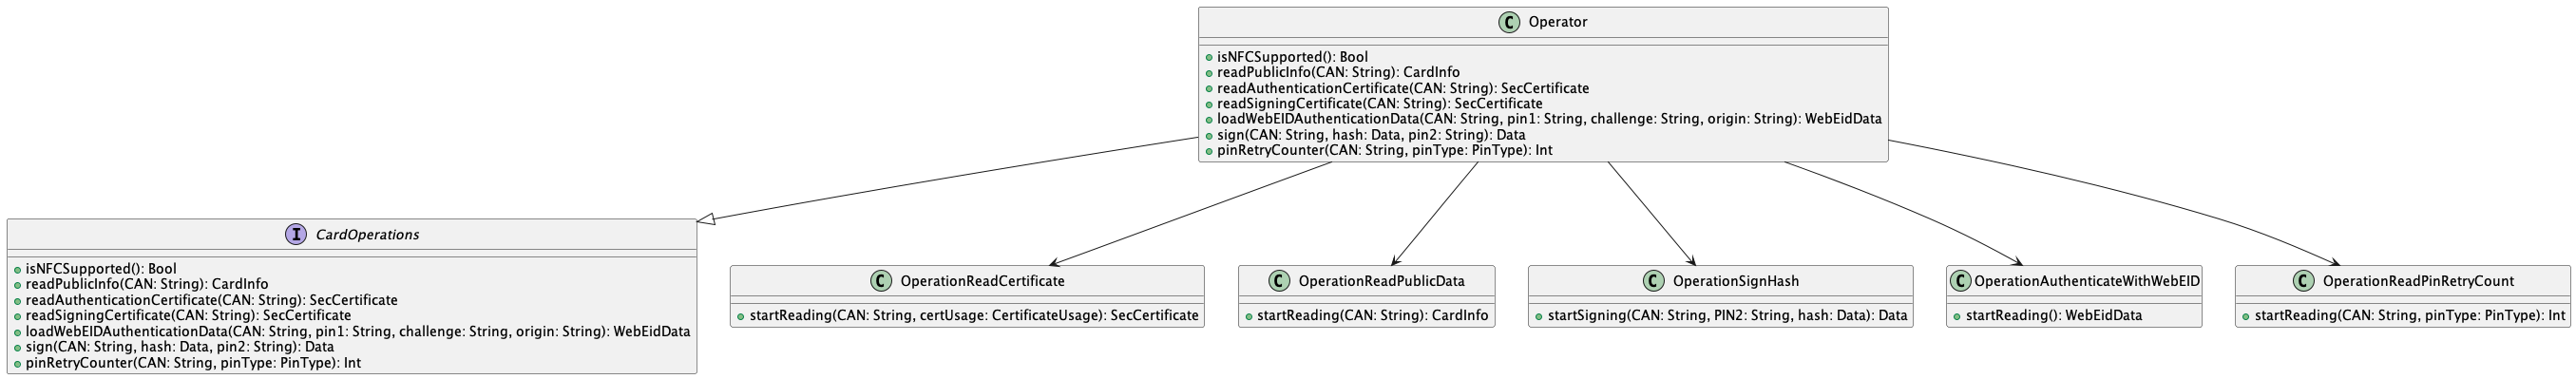 C Operator
isNFCSupported(): Bool
readPublicInfo(CAN: String): CardInfo
readAuthenticationCertificate(CAN: String): SecCertificate
readSigningCertificate(CAN: String): SecCertificate
loadWebEIDAuthenticationData(CAN: String, pin1: String, challenge: String, origin: String): WebEidData
sign(CAN: String, hash: Data, pin2: String): Data
pinRetryCounter(CAN: String, pinType: PinType): Int
I CardOperations
isNFCSupported(): Bool
readPublicInfo(CAN: String): CardInfo
readAuthenticationCertificate(CAN: String): SecCertificate
readSigningCertificate(CAN: String): SecCertificate
loadWebEIDAuthenticationData(CAN: String, pin1: String, challenge: String, origin: String): WebEidData
sign(CAN: String, hash: Data, pin2: String): Data
pinRetryCounter(CAN: String, pinType: PinType): Int
C OperationReadCertificate
startReading(CAN: String, certUsage: CertificateUsage): SecCertificate
C OperationReadPublicData
startReading(CAN: String): CardInfo
C OperationSignHash
startSigning(CAN: String, PIN2: String, hash: Data): Data
C OperationAuthenticateWithWebEID
startReading(): WebEidData
C OperationReadPinRetryCount
startReading(CAN: String, pinType: PinType): Int